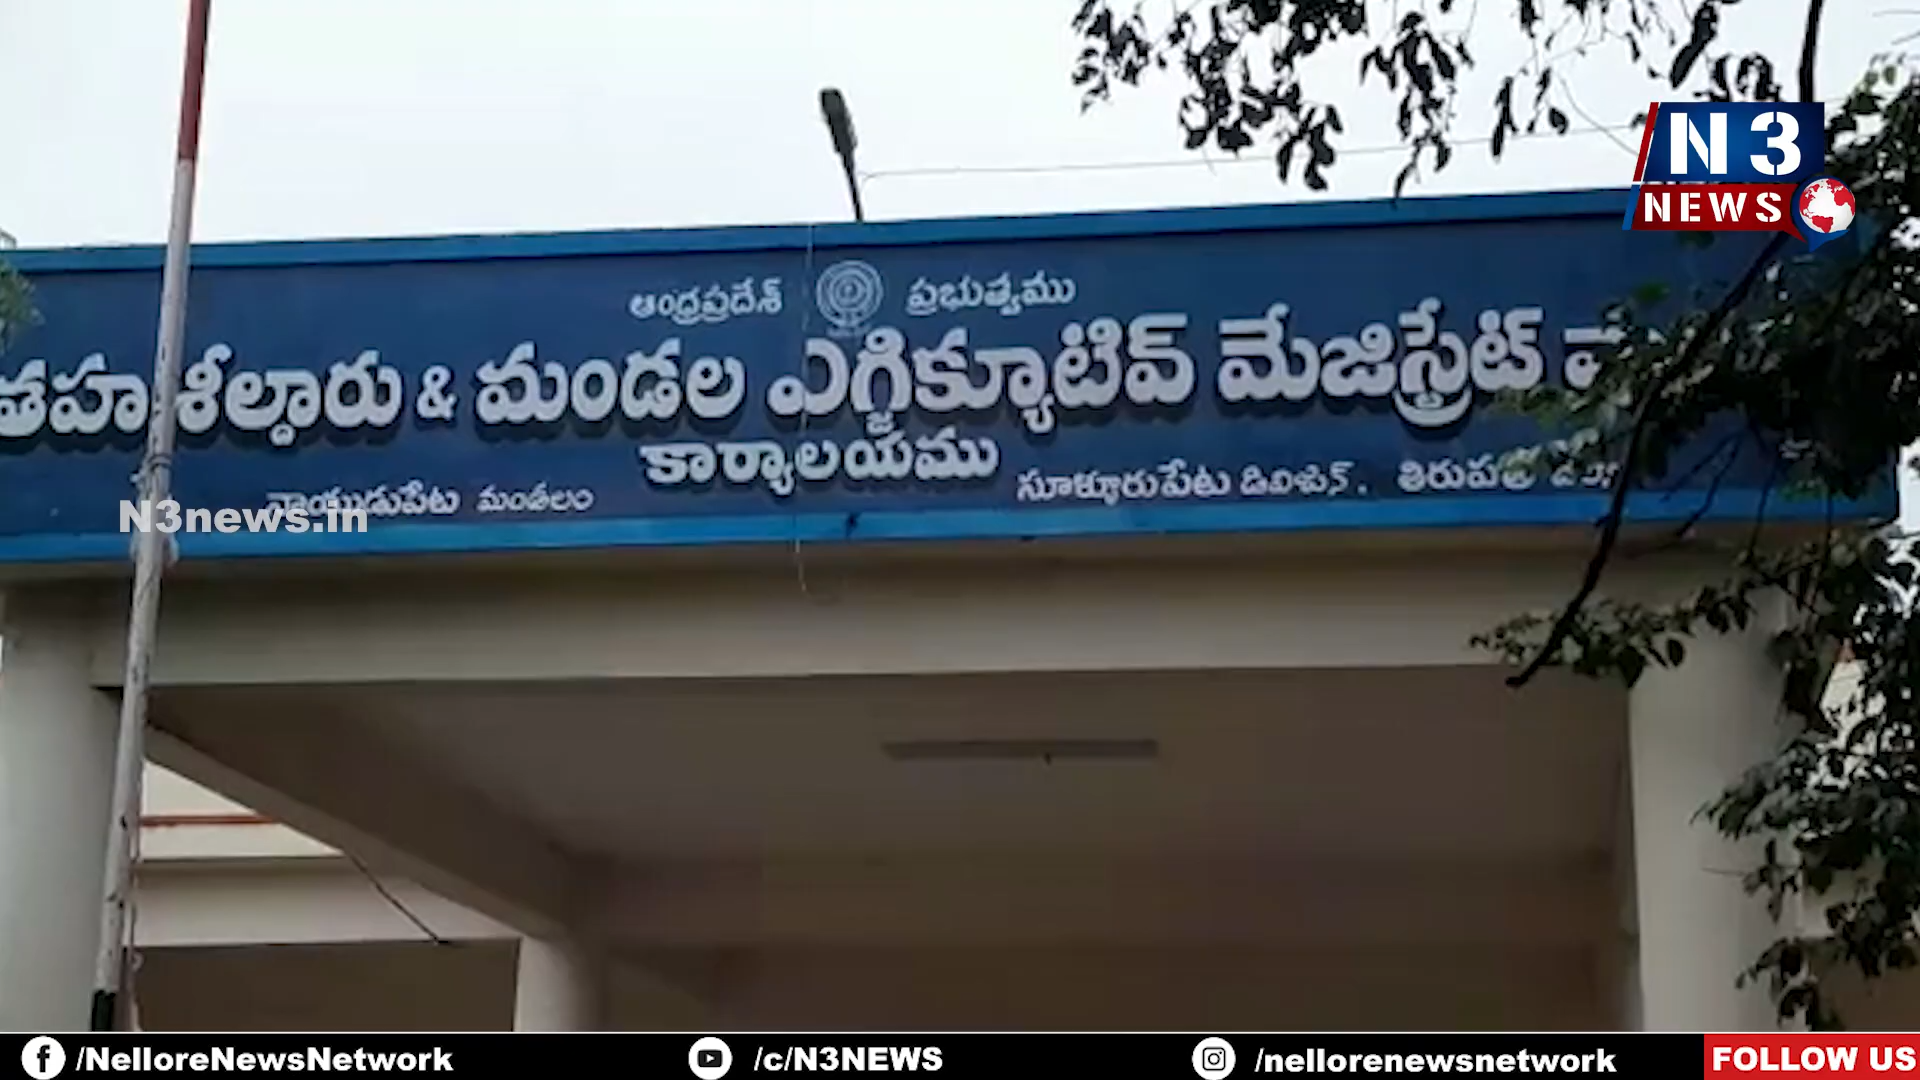 N3
NEWS
ఆంధ్రప్రదేశ్ ప్రభుత్వము
తహశీల్దారు & మండల ఎగ్జిక్యూటివ్ మేజిస్ట్రేట్
కార్యాలయము
నాయుడుపేట మండలం సూళ్ళూరుపేట డివిజన్. తిరుపతి
N3news.in
/NelloreNewsNetwork /c/N3NEWS /nellorenewsnetwork FOLLOW US